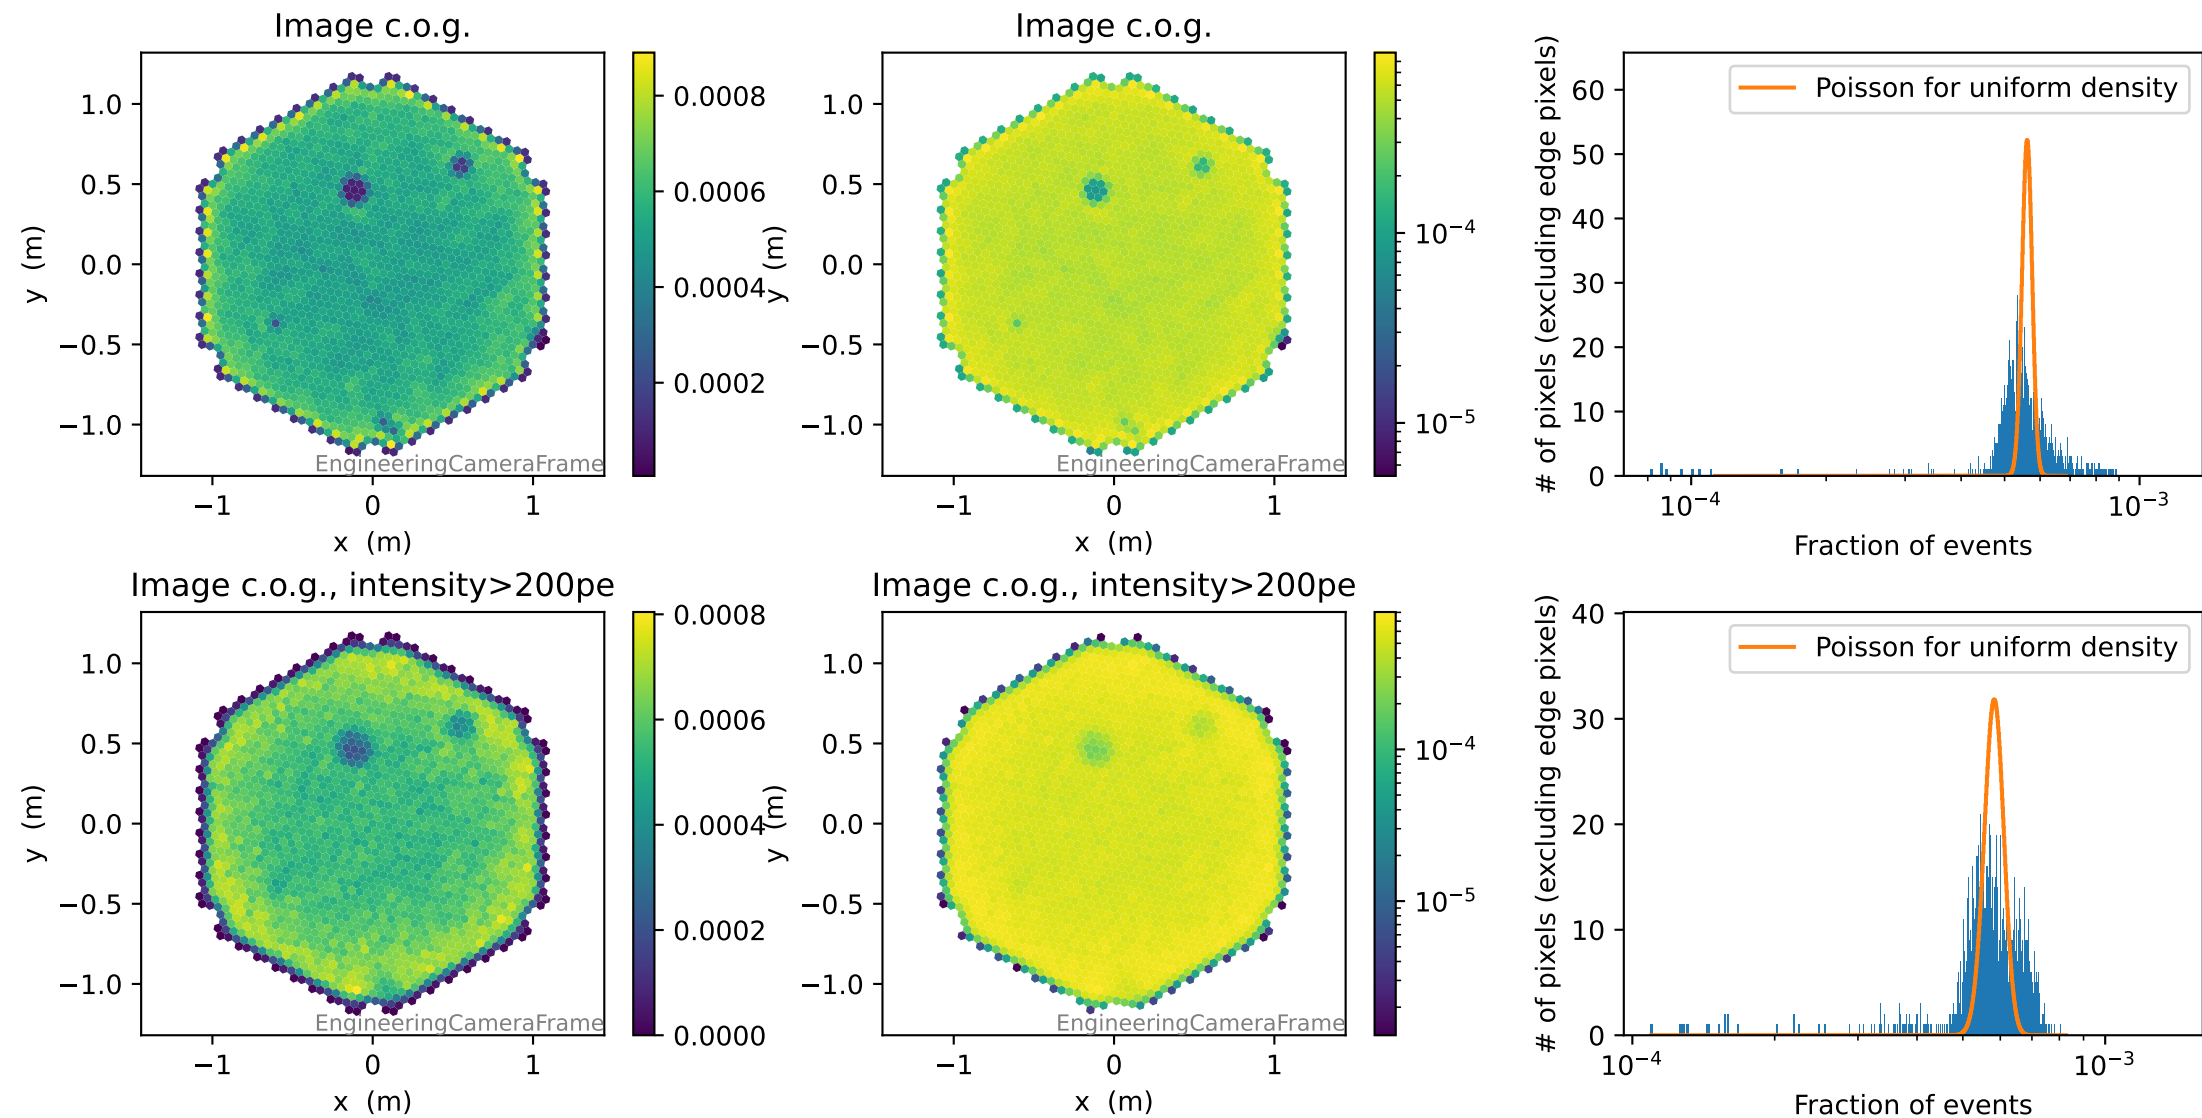 Image c.o.g.
1.0
0.5
0.0
−0.5
−1.0
y (m)
−1
0
1
x (m)
EngineeringCameraFrame
0.0008
0.0006
0.0004
0.0002
Image c.o.g.
1.0
0.5
0.0
−0.5
−1.0
y (m)
−1
0
1
x (m)
EngineeringCameraFrame
10⁻⁴
10⁻⁵
Poisson for uniform density
60
50
40
30
20
10
0
# of pixels (excluding edge pixels)
10⁻⁴
10⁻³
Fraction of events
Image c.o.g., intensity>200pe
1.0
0.5
0.0
−0.5
−1.0
y (m)
−1
0
1
x (m)
EngineeringCameraFrame
0.0008
0.0006
0.0004
0.0002
0.0000
Image c.o.g., intensity>200pe
1.0
0.5
0.0
−0.5
−1.0
y (m)
−1
0
1
x (m)
EngineeringCameraFrame
10⁻⁴
10⁻⁵
Poisson for uniform density
40
30
20
10
0
# of pixels (excluding edge pixels)
10⁻⁴
10⁻³
Fraction of events